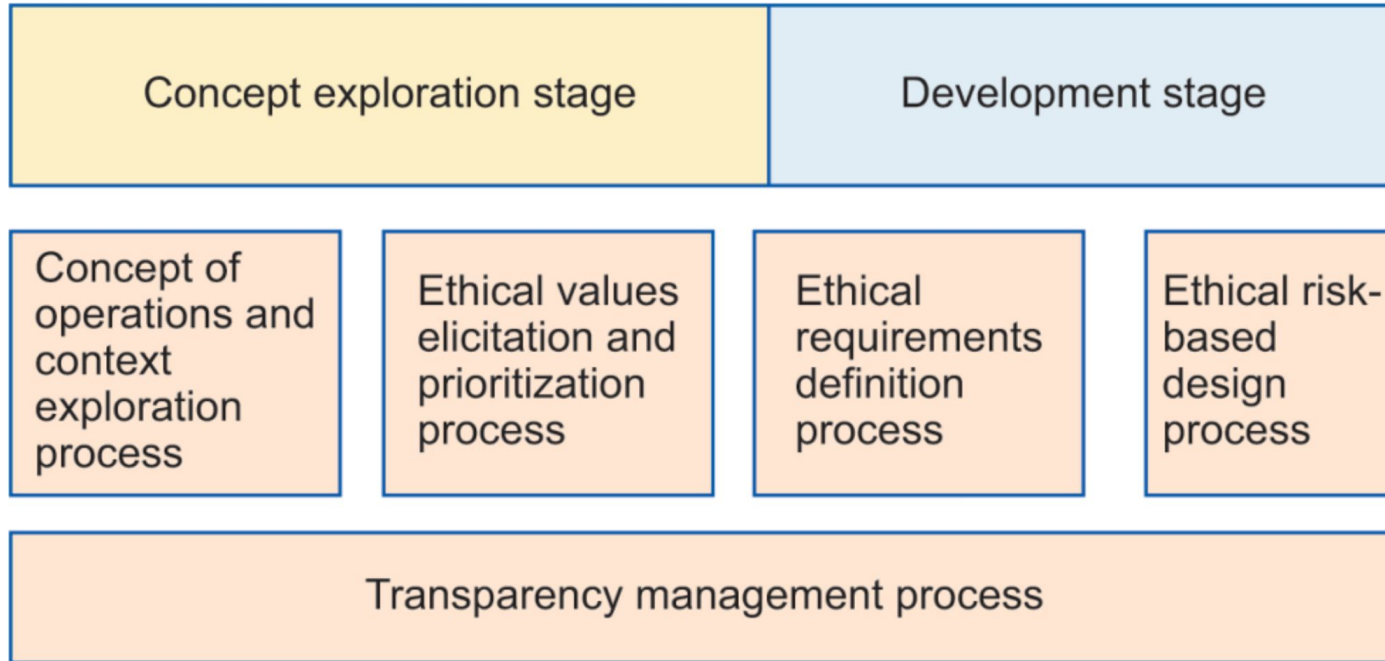 Concept exploration stage
Development stage
Concept of
operations and
context
exploration
process
Ethical values
elicitation and
prioritization
process
Ethical
requirements
definition
process
Ethical risk-
based
design
process
Transparency management process